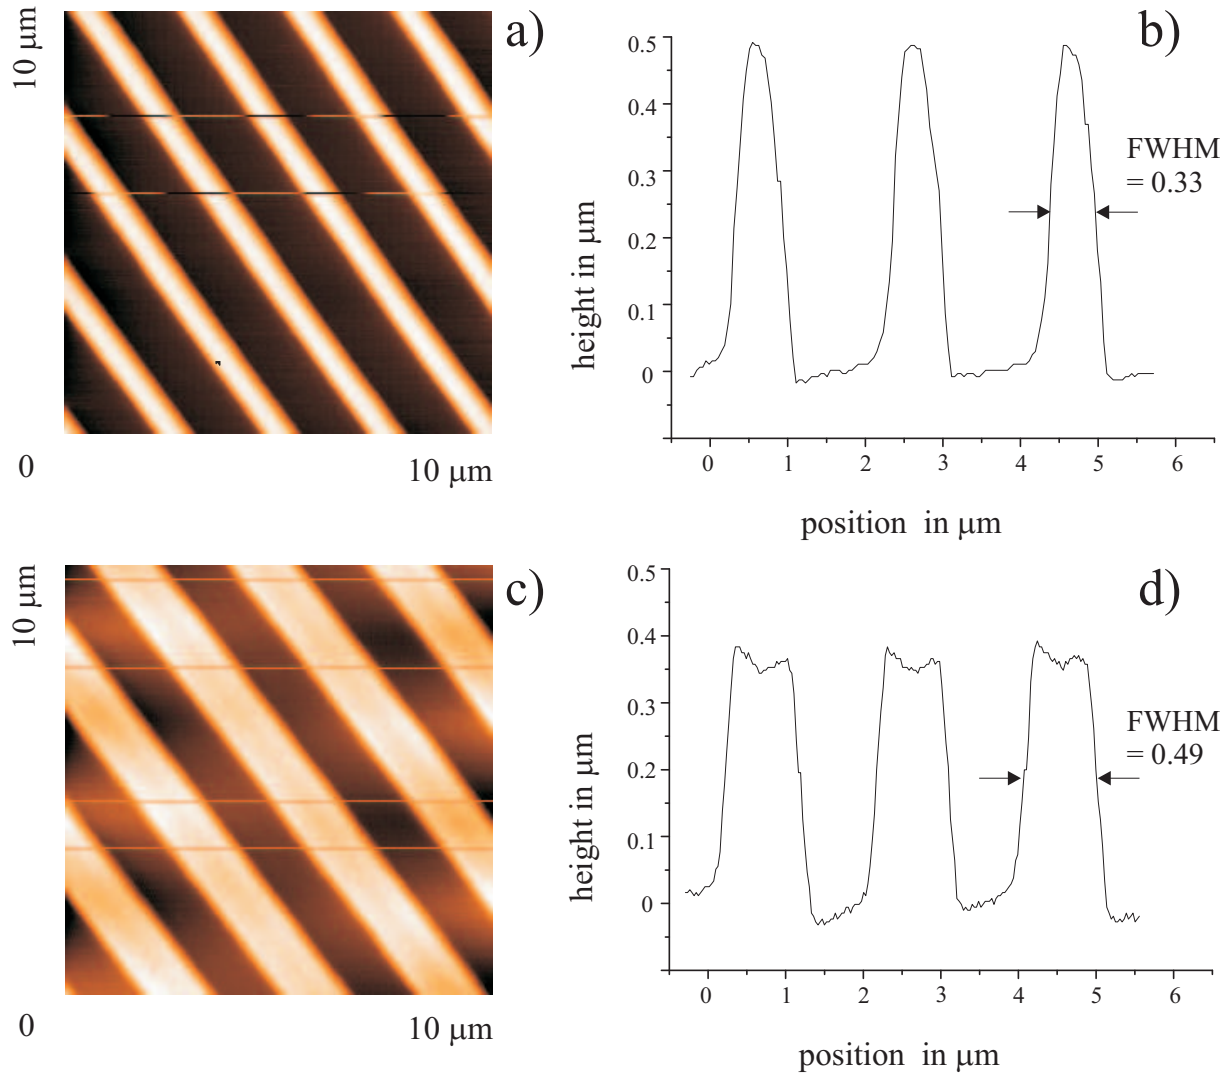 10 μm
a)
0
10 μm
b)
0.5
0.4
0.3
0.2
0.1
0
height in μm
FWHM
= 0.33
0 1 2 3 4 5 6
position in μm
10 μm
c)
0
10 μm
d)
0.5
0.4
0.3
0.2
0.1
0
height in μm
FWHM
= 0.49
0 1 2 3 4 5 6
position in μm